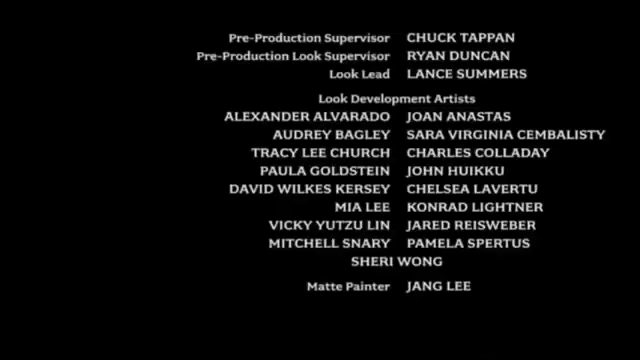 Pre-Production Supervisor CHUCK TAPPAN
Pre-Production Look Supervisor RYAN DUNCAN
Look Lead LANCE SUMMERS
Look Development Artists
ALEXANDER ALVARADO JOAN ANASTAS
AUDREY BAGLEY SARA VIRGINIA CEMBALISTY
TRACY LEE CHURCH CHARLES COLLADAY
PAULA GOLDSTEIN JOHN HUIKKU
DAVID WILKES KERSEY CHELSEA LAVERTU
MIA LEE KONRAD LIGHTNER
VICKY YUTZU LIN JARED REISWEBER
MITCHELL SNARY PAMELA SPERTUS
SHERI WONG
Matte Painter JANG LEE